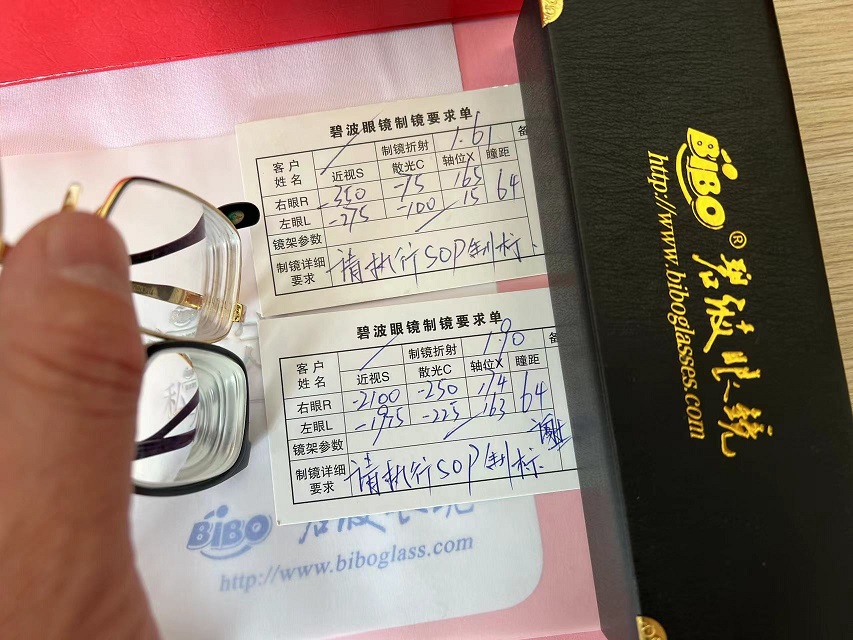 碧波眼镜制镜要求单
客户姓名 制镜折射 1.61 备
近视S 散光C 轴位X 瞳距
右眼R -350 -75 165 64
左眼L -275 -100 15
镜架参数
制镜详细要求 请执行SOP制标.
碧波眼镜制镜要求单
客户姓名 制镜折射 1.90 备
近视S 散光C 轴位X 瞳距
右眼R -2100 -250 174 64
左眼L -1975 -225 163
镜架参数
制镜详细要求 请执行SOP制标.
BiBO 碧波眼镜
http://www.biboglass.com
BiBO® 碧波眼镜
http://www.biboglasses.com